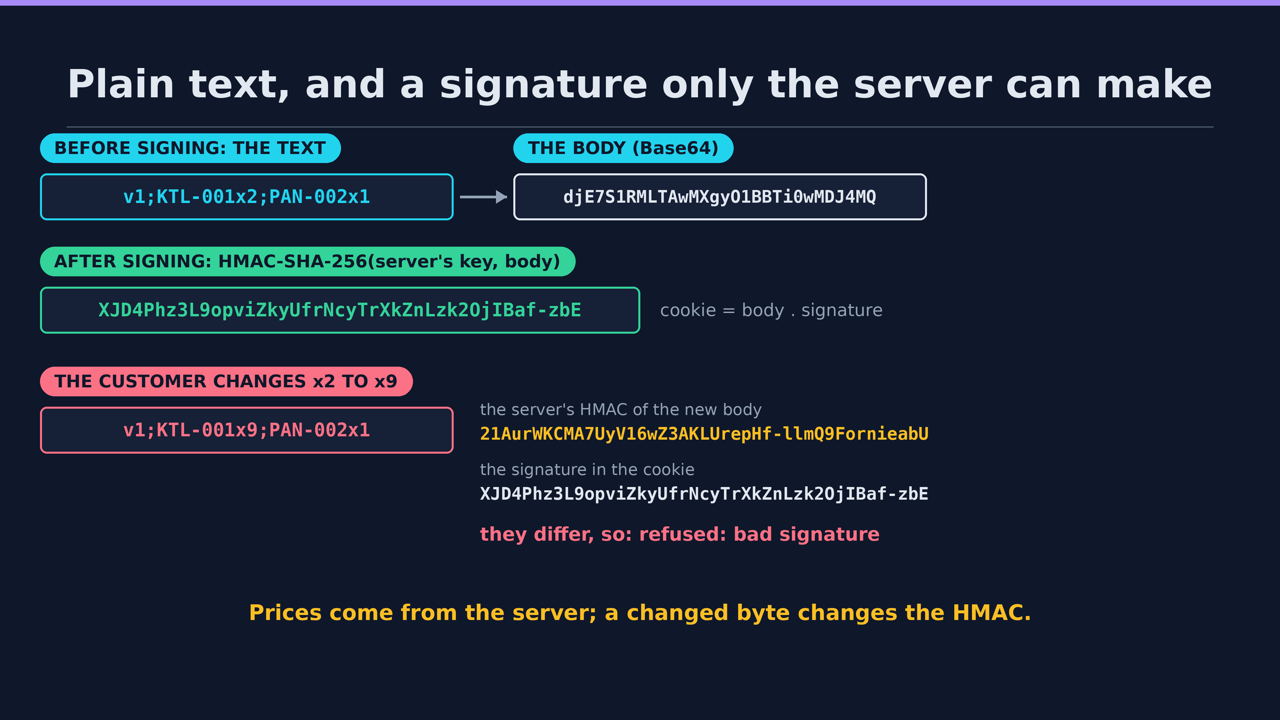 Plain text, and a signature only the server can make
BEFORE SIGNING: THE TEXT
THE BODY (Base64)
v1;KTL-001x2;PAN-002x1
djE7S1RMLTAwMXgyO1BBTi0wMDJ4MQ
AFTER SIGNING: HMAC-SHA-256(server's key, body)
XJD4Phz3L9opviZkyUfrNcyTrXkZnLzk2OjIBaf-zbE
cookie = body . signature
THE CUSTOMER CHANGES x2 TO x9
v1;KTL-001x9;PAN-002x1
the server's HMAC of the new body
21AurWKCMA7UyV16wZ3AKLUrepHf-llmQ9FornieabU
the signature in the cookie
XJD4Phz3L9opviZkyUfrNcyTrXkZnLzk2OjIBaf-zbE
they differ, so: refused: bad signature
Prices come from the server; a changed byte changes the HMAC.